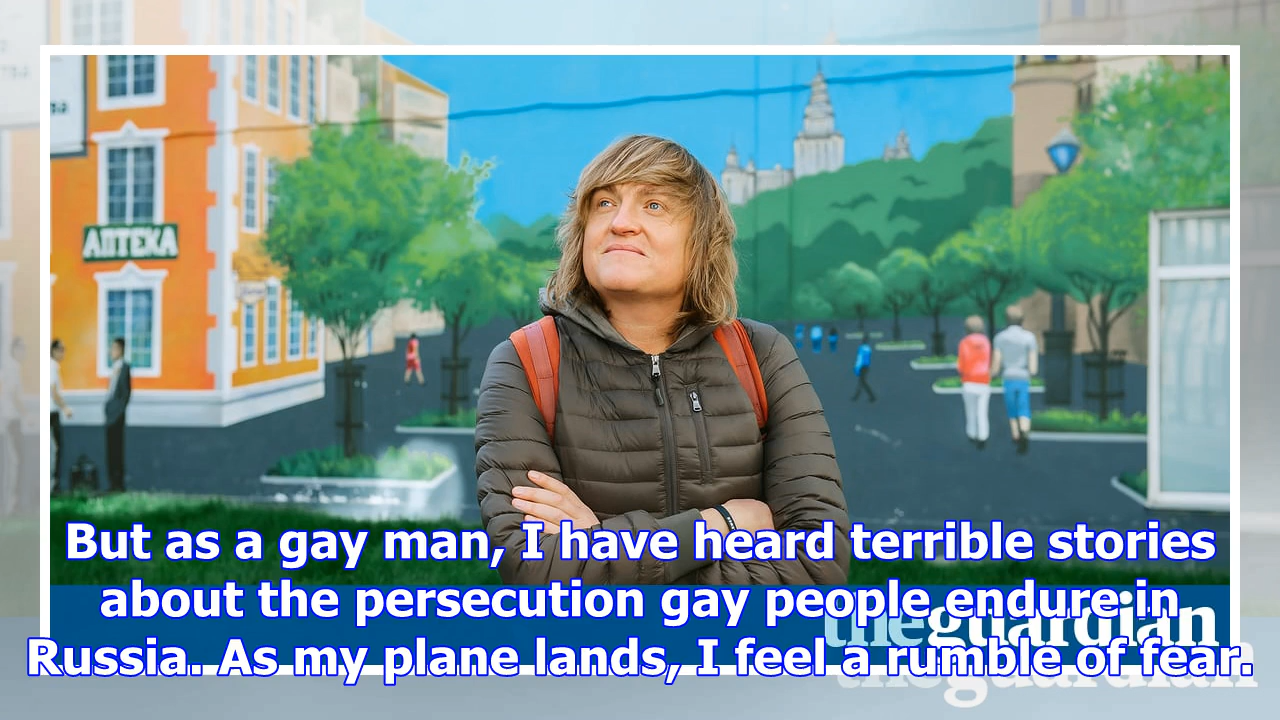 АПТЕКА
But as a gay man, I have heard terrible stories
about the persecution gay people endure in
Russia. As my plane lands, I feel a rumble of fear.
theguardian
theguardian